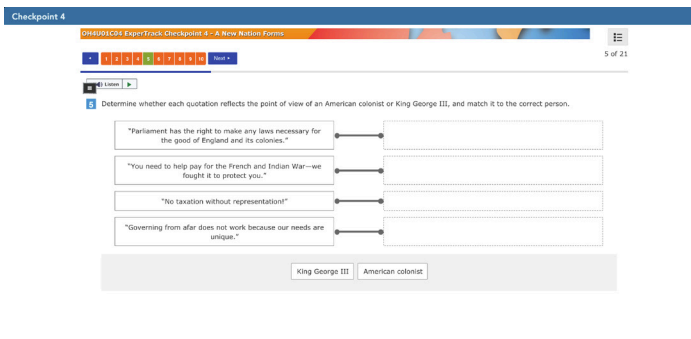 Checkpoint 4
OH4U01C04 ExperTrack Checkpoint 4 - A New Nation Forms
1 2 3 4 5 6 7 8 9 10 Next
5 of 21
Listen
5 Determine whether each quotation reflects the point of view of an American colonist or King George III, and match it to the correct person.
"Parliament has the right to make any laws necessary for
the good of England and its colonies."
"You need to help pay for the French and Indian War—we
fought it to protect you."
"No taxation without representation!"
"Governing from afar does not work because our needs are
unique."
King George III American colonist